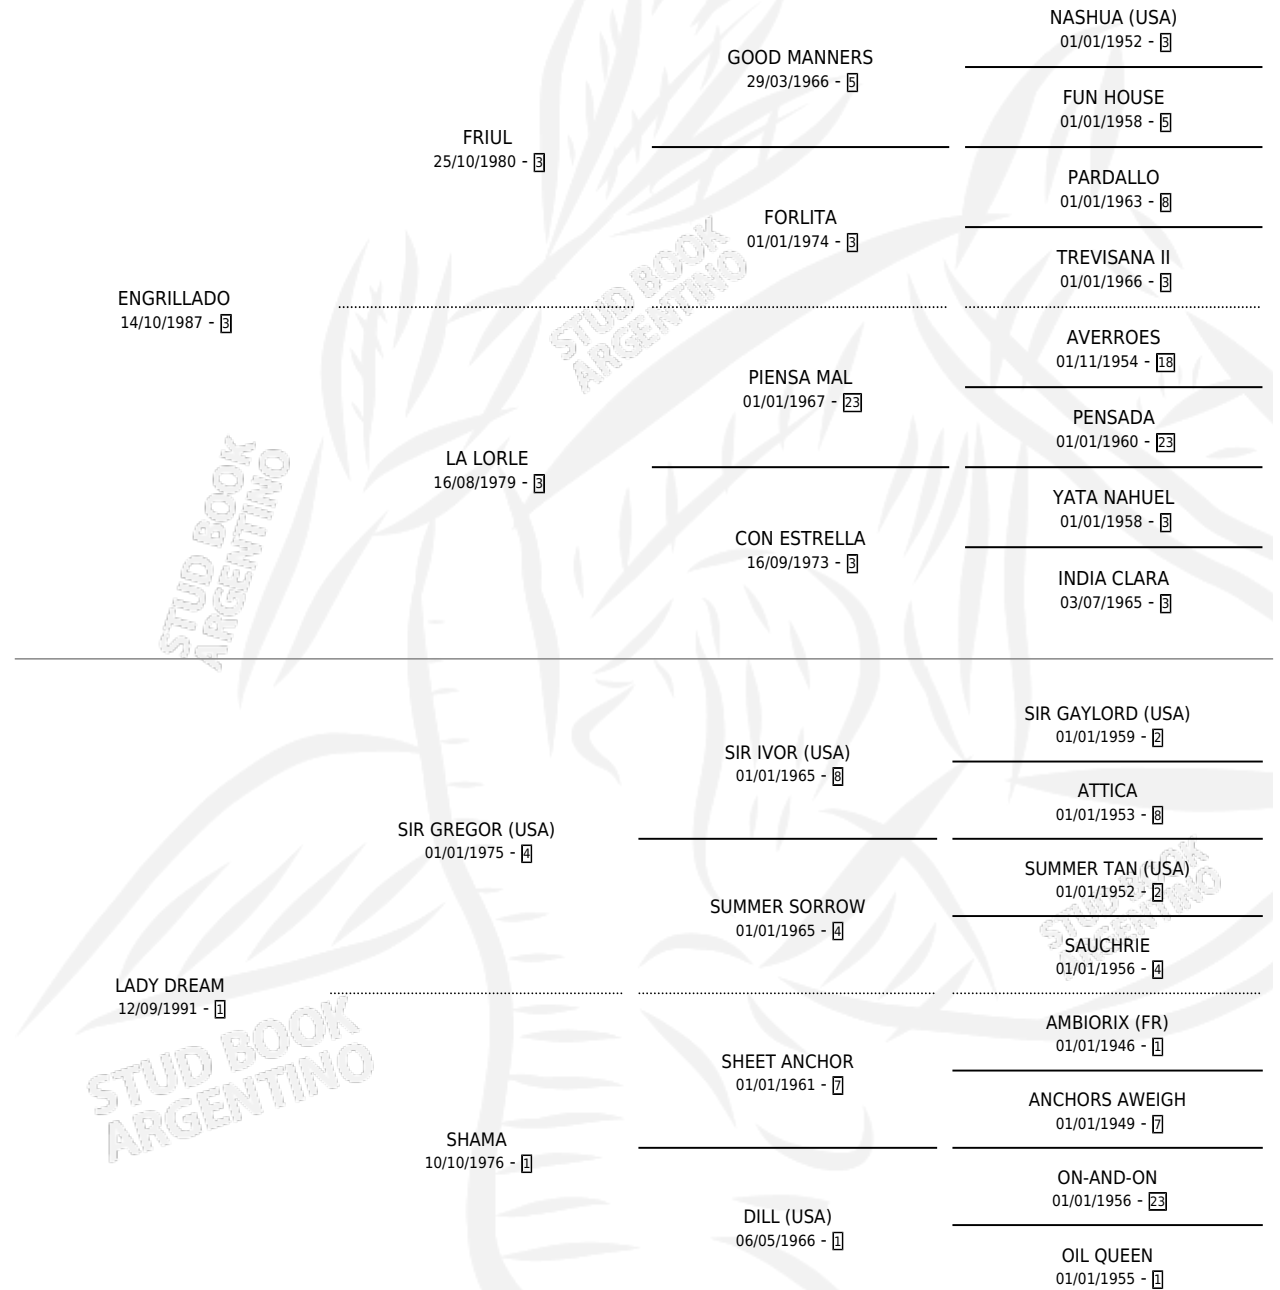 NASHUA (USA)
01/01/1952 - 3
GOOD MANNERS
29/03/1966 - 5
FUN HOUSE
01/01/1958 - 5
FRIUL
25/10/1980 - 3
PARDALLO
01/01/1963 - 8
FORLITA
01/01/1974 - 3
TREVISANA II
01/01/1966 - 3
ENGRILLADO
14/10/1987 - 3
AVERROES
01/11/1954 - 18
PIENSA MAL
01/01/1967 - 23
PENSADA
01/01/1960 - 23
LA LORLE
16/08/1979 - 3
YATA NAHUEL
01/01/1958 - 3
CON ESTRELLA
16/09/1973 - 3
INDIA CLARA
03/07/1965 - 3
SIR GAYLORD (USA)
01/01/1959 - 2
SIR IVOR (USA)
01/01/1965 - 8
ATTICA
01/01/1953 - 8
SIR GREGOR (USA)
01/01/1975 - 4
SUMMER TAN (USA)
01/01/1952 - 2
SUMMER SORROW
01/01/1965 - 4
SAUCHRIE
01/01/1956 - 4
LADY DREAM
12/09/1991 - 1
AMBIORIX (FR)
01/01/1946 - 1
SHEET ANCHOR
01/01/1961 - 7
ANCHORS AWEIGH
01/01/1949 - 7
SHAMA
10/10/1976 - 1
ON-AND-ON
01/01/1956 - 23
DILL (USA)
06/05/1966 - 1
OIL QUEEN
01/01/1955 - 1
STUD BOOK
ARGENTINO
STUD BOOK
ARGENTINO
STUD BOOK
ARGENTINO
STUD BOOK
ARGENTINO